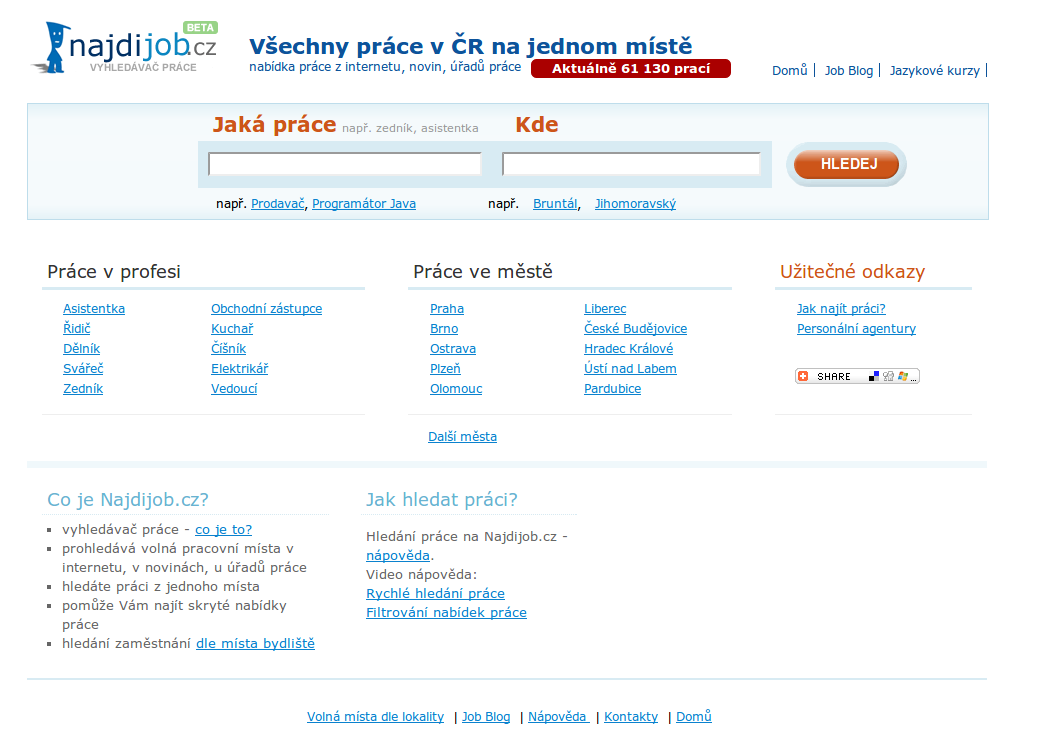 BETA
najdijob.cz
VYHLEDÁVAČ PRÁCE
Všechny práce v ČR na jednom místě
nabídka práce z internetu, novin, úřadů práce Aktuálně 61 130 prací
Domů | Job Blog | Jazykové kurzy |
Jaká práce např. zedník, asistentka Kde
HLEDEJ
např. Prodavač, Programátor Java např. Bruntál, Jihomoravský
Práce v profesi
Asistentka Obchodní zástupce
Řidič Kuchař
Dělník Číšník
Svářeč Elektrikář
Zedník Vedoucí
Práce ve městě
Praha Liberec
Brno České Budějovice
Ostrava Hradec Králové
Plzeň Ústí nad Labem
Olomouc Pardubice
Další města
Užitečné odkazy
Jak najít práci?
Personální agentury
SHARE ...
Co je Najdijob.cz?
vyhledávač práce - co je to?
prohledává volná pracovní místa v
internetu, v novinách, u úřadů práce
hledáte práci z jednoho místa
pomůže Vám najít skryté nabídky
práce
hledání zaměstnání dle místa bydliště
Jak hledat práci?
Hledání práce na Najdijob.cz -
nápověda.
Video nápověda:
Rychlé hledání práce
Filtrování nabídek práce
Volná místa dle lokality | Job Blog | Nápověda | Kontakty | Domů